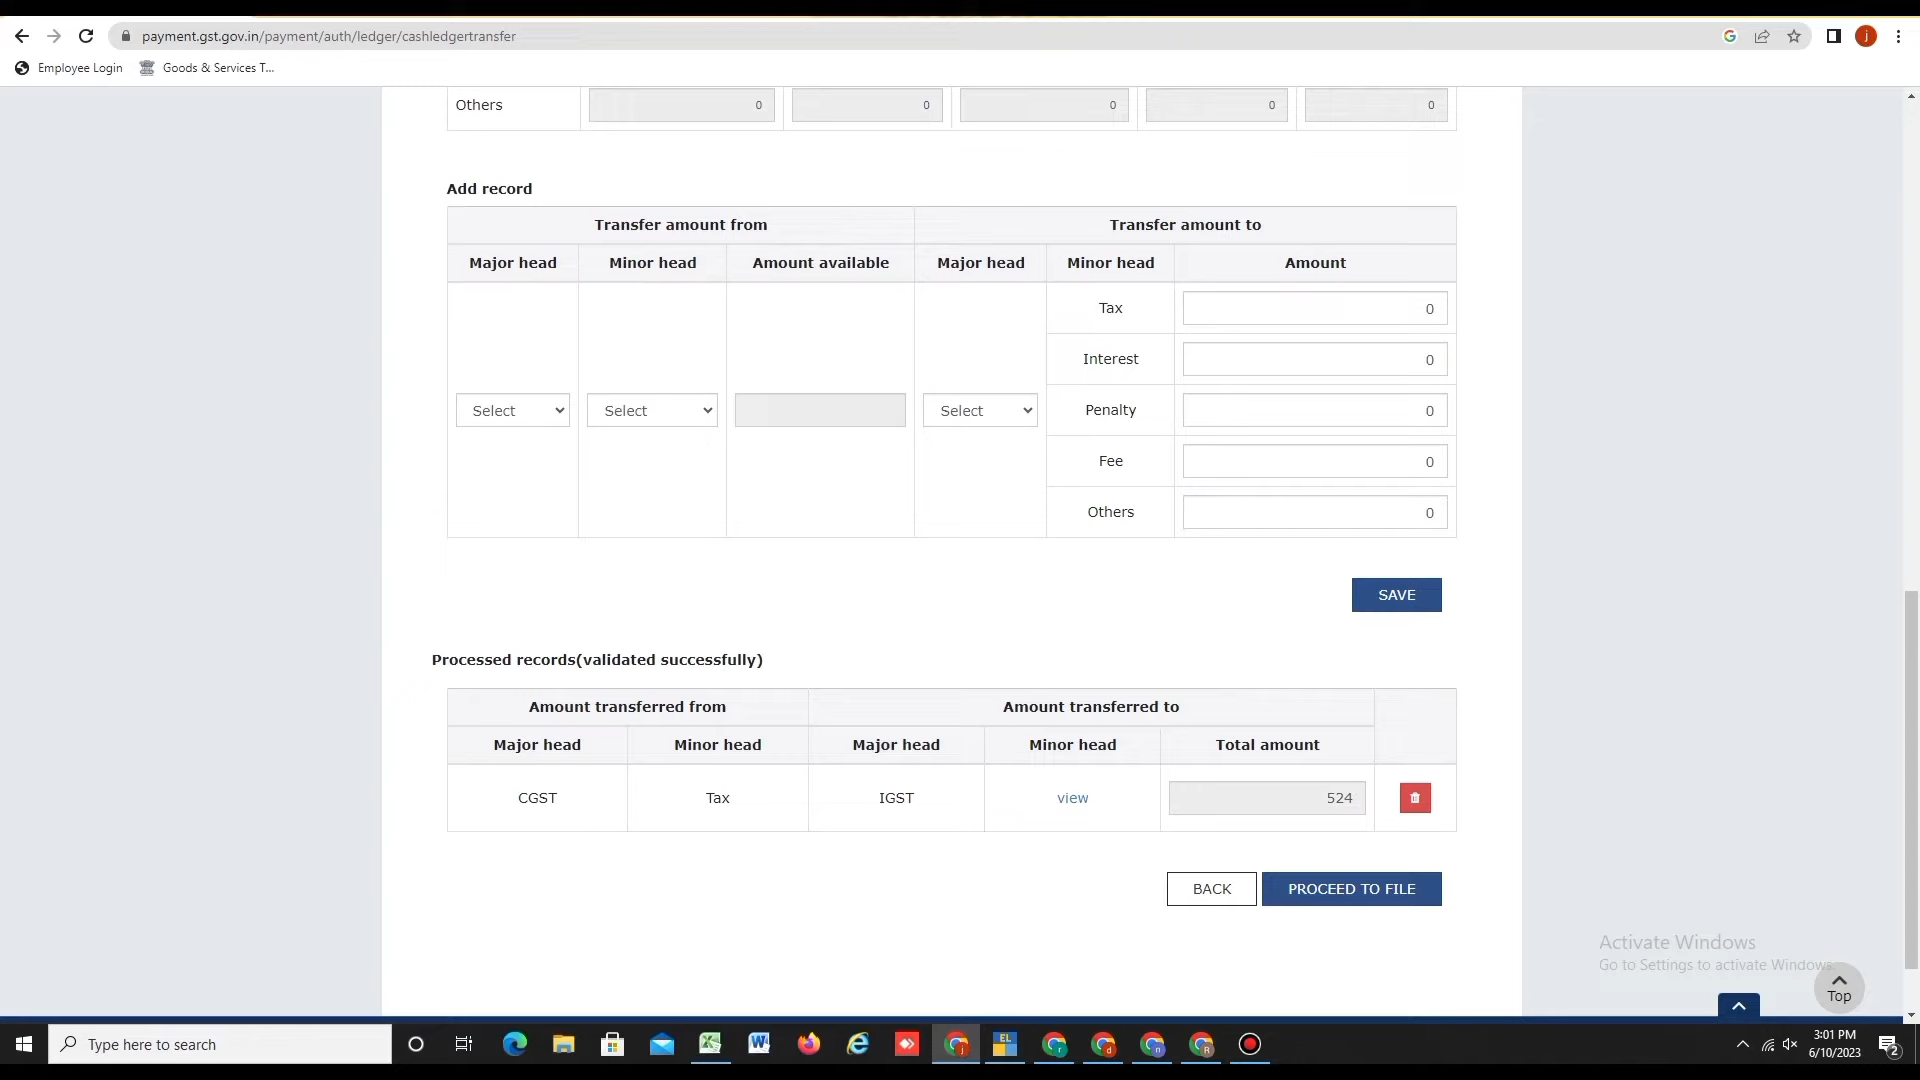 payment.gst.gov.in/payment/auth/ledger/cashledgertransfer
j
Employee Login
Goods & Services T...
Others 0 0 0 0 0
Add record
Transfer amount from Transfer amount to
Major head Minor head Amount available Major head Minor head Amount
Tax 0
Interest 0
Select Select Select Penalty 0
Fee 0
Others 0
SAVE
Processed records(validated successfully)
Amount transferred from Amount transferred to
Major head Minor head Major head Minor head Total amount
CGST Tax IGST view 524
BACK PROCEED TO FILE
Activate Windows
Go to Settings to activate Windows.
Top
Type here to search
EL
3:01 PM
6/10/2023
2